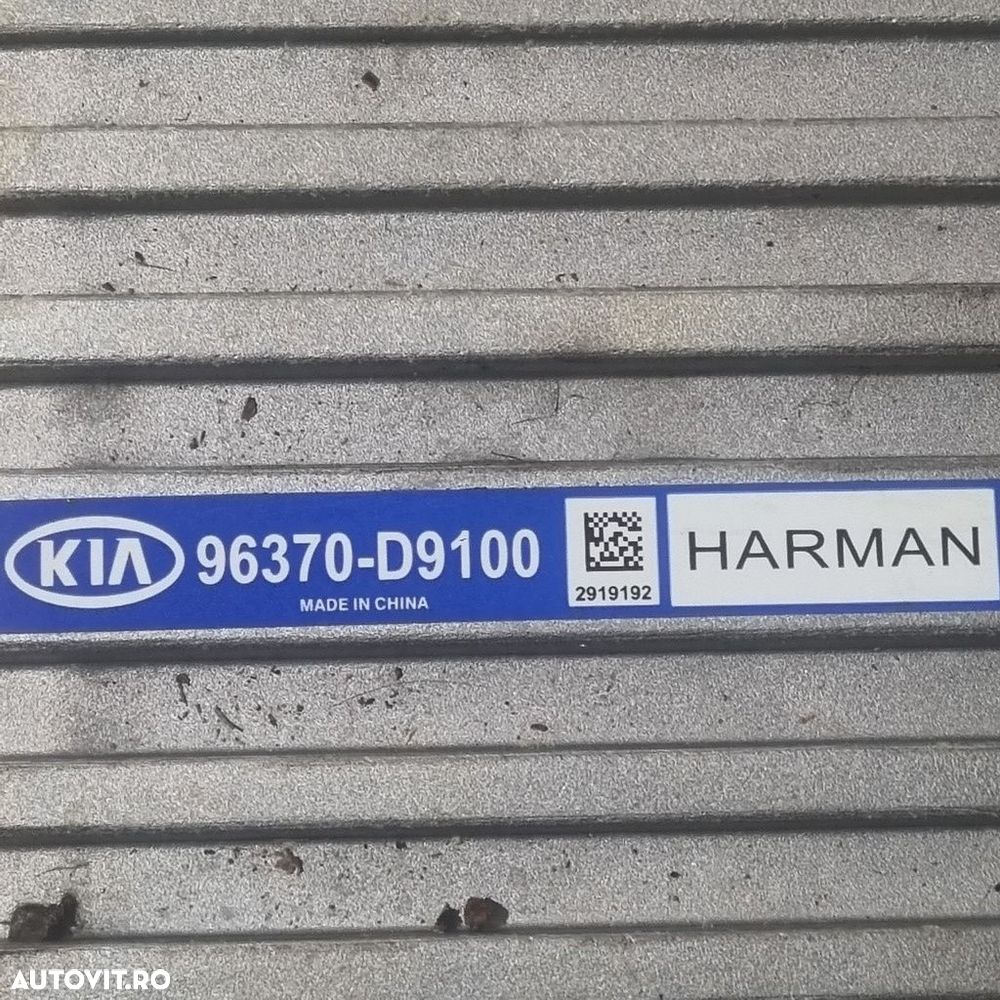 KIA 96370-D9100 HARMAN
MADE IN CHINA 2919192
AUTOVIT.RO